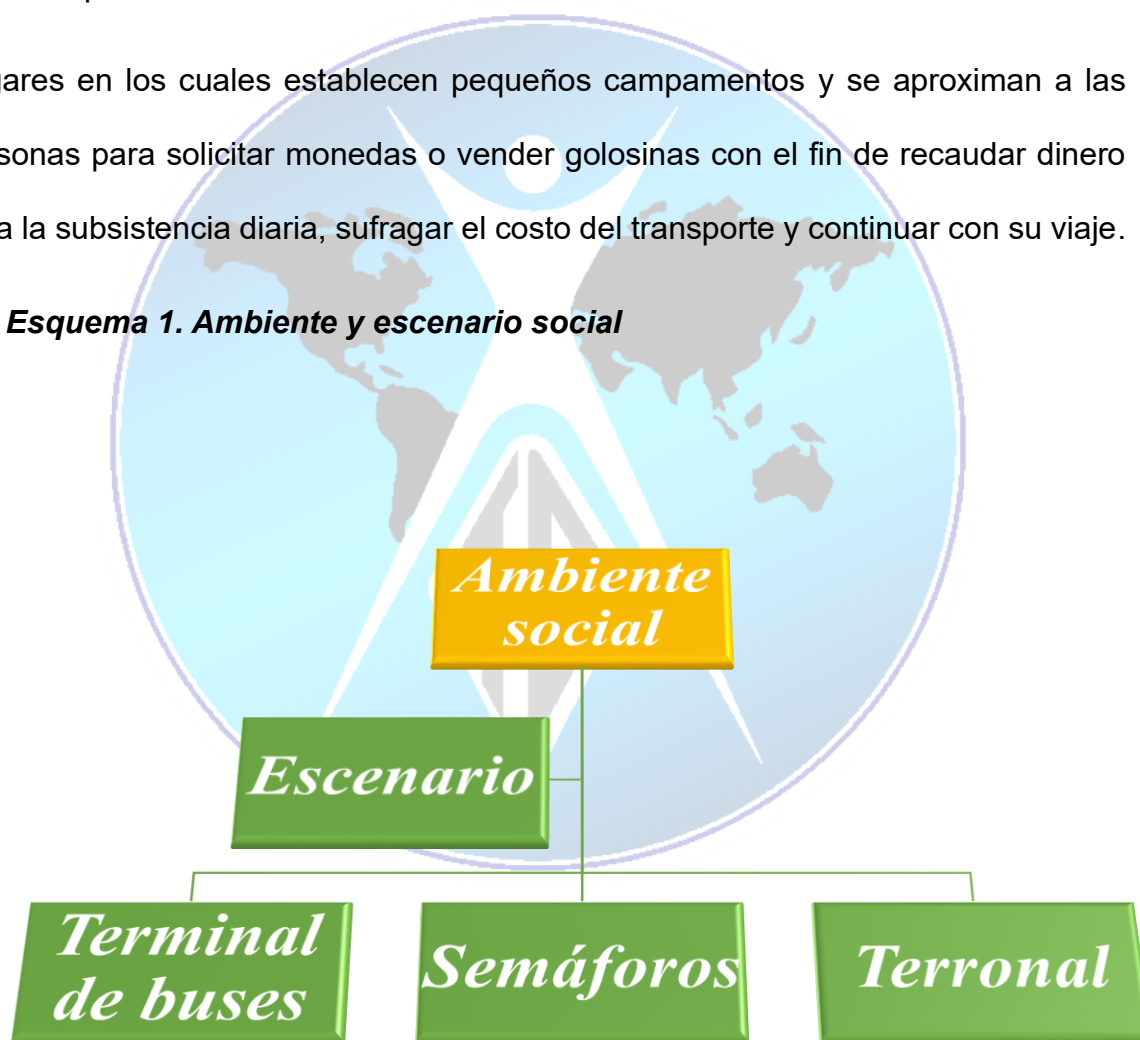 gares en los cuales establecen pequeños campamentos y se aproximan a las
sonas para solicitar monedas o vender golosinas con el fin de recaudar dinero
a la subsistencia diaria, sufragar el costo del transporte y continuar con su viaje.
Esquema 1. Ambiente y escenario social
Ambiente
social
Escenario
Terminal
de buses
Semáforos
Terronal